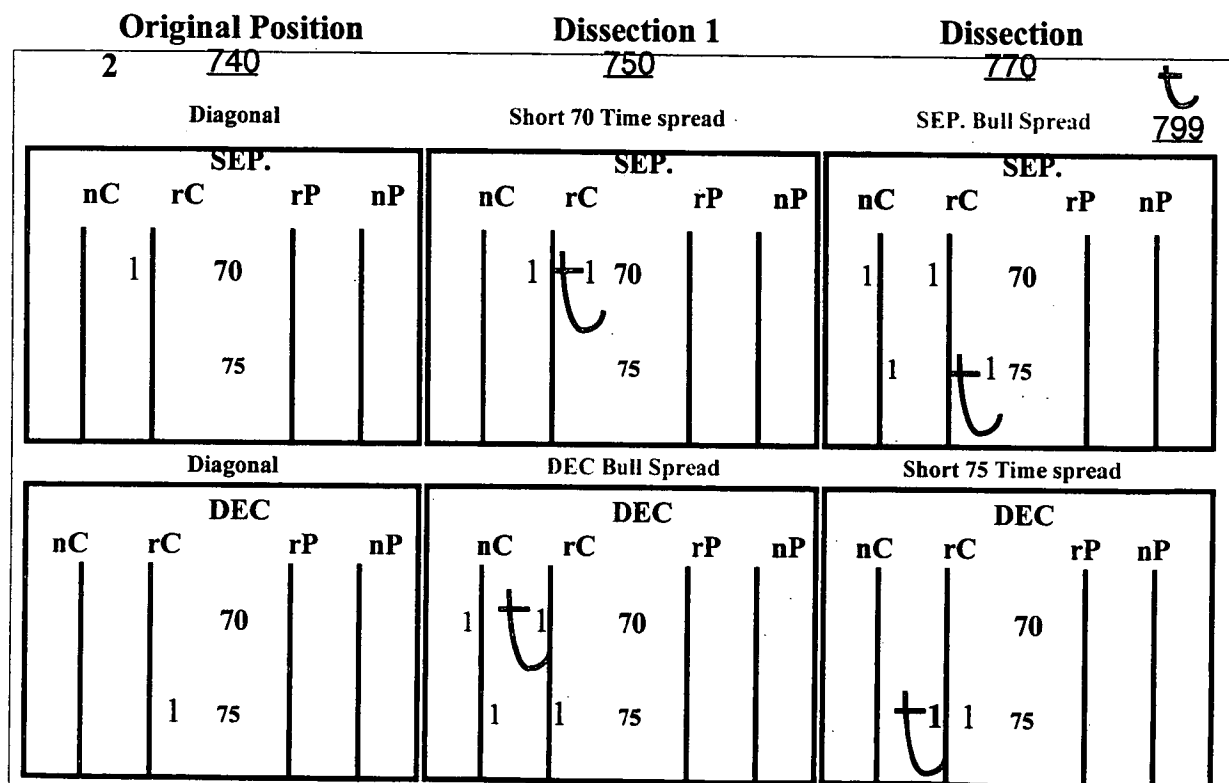 Original Position Dissection 1 Dissection
2 740 750 770 t
Diagonal Short 70 Time spread SEP. Bull Spread 799
SEP. SEP. SEP.
nC rC rP nP nC rC rP nP nC rC rP nP
1 70 1 t 1 70 1 1 70
75 75 1 t 1 75
Diagonal DEC Bull Spread Short 75 Time spread
DEC DEC DEC
nC rC rP nP nC rC rP nP nC rC rP nP
70 1 t 1 70 70
1 75 1 1 75 t 1 1 75